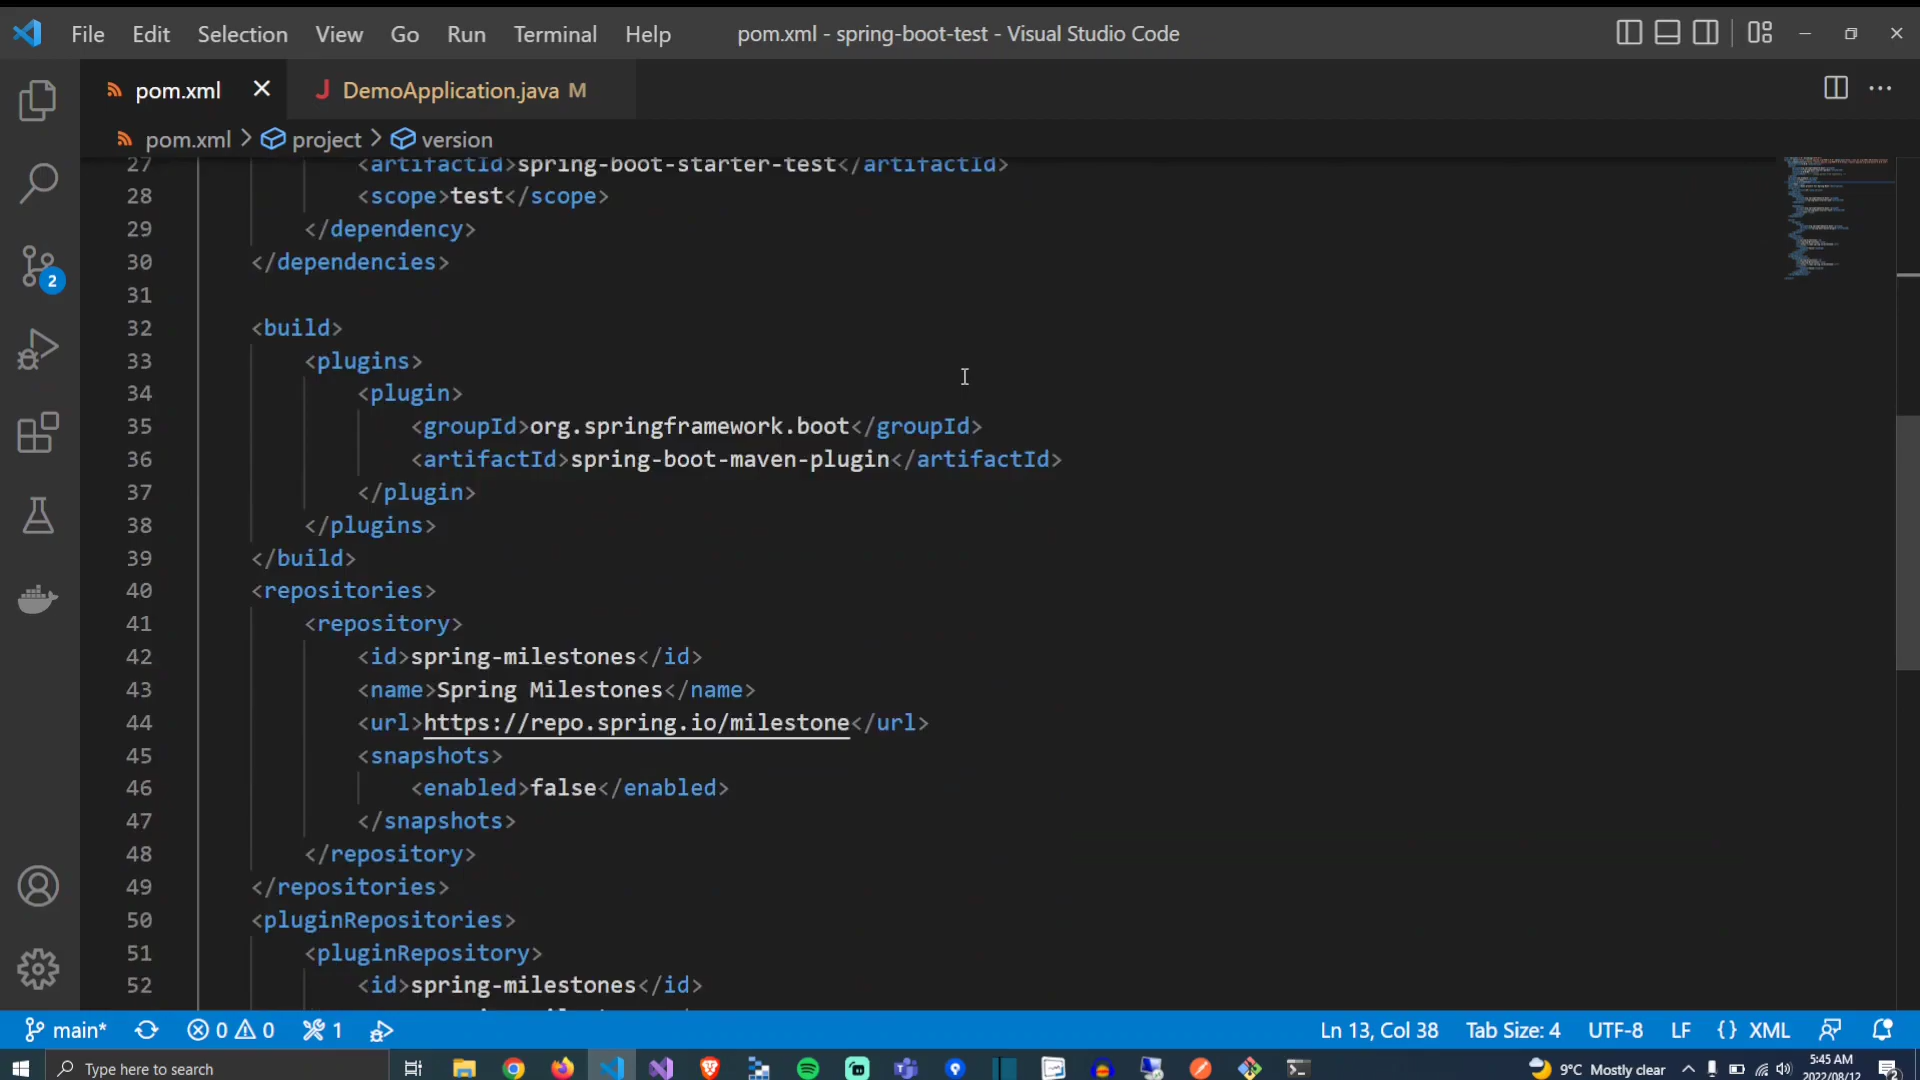 File Edit Selection View Go Run Terminal Help pom.xml - spring-boot-test - Visual Studio Code
pom.xml DemoApplication.java M
pom.xml > project > version
27 <artifactId>spring-boot-starter-test</artifactId>
28 <scope>test</scope>
29 </dependency>
30 </dependencies>
31
32 <build>
33 <plugins>
34 <plugin>
35 <groupId>org.springframework.boot</groupId>
36 <artifactId>spring-boot-maven-plugin</artifactId>
37 </plugin>
38 </plugins>
39 </build>
40 <repositories>
41 <repository>
42 <id>spring-milestones</id>
43 <name>Spring Milestones</name>
44 <url>https://repo.spring.io/milestone</url>
45 <snapshots>
46 <enabled>false</enabled>
47 </snapshots>
48 </repository>
49 </repositories>
50 <pluginRepositories>
51 <pluginRepository>
52 <id>spring-milestones</id>
2
main* 0 0 1 Ln 13, Col 38 Tab Size: 4 UTF-8 LF {} XML
Type here to search 9°C Mostly clear 5:45 AM
2022/08/12 2